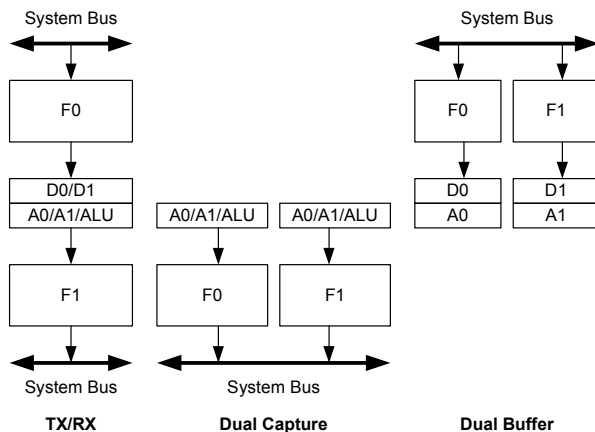 System Bus
F0
D0/D1
A0/A1/ALU
F1
System Bus
TX/RX
A0/A1/ALU
A0/A1/ALU
F0
F1
System Bus
Dual Capture
System Bus
F0
F1
D0
D1
A0
A1
Dual Buffer